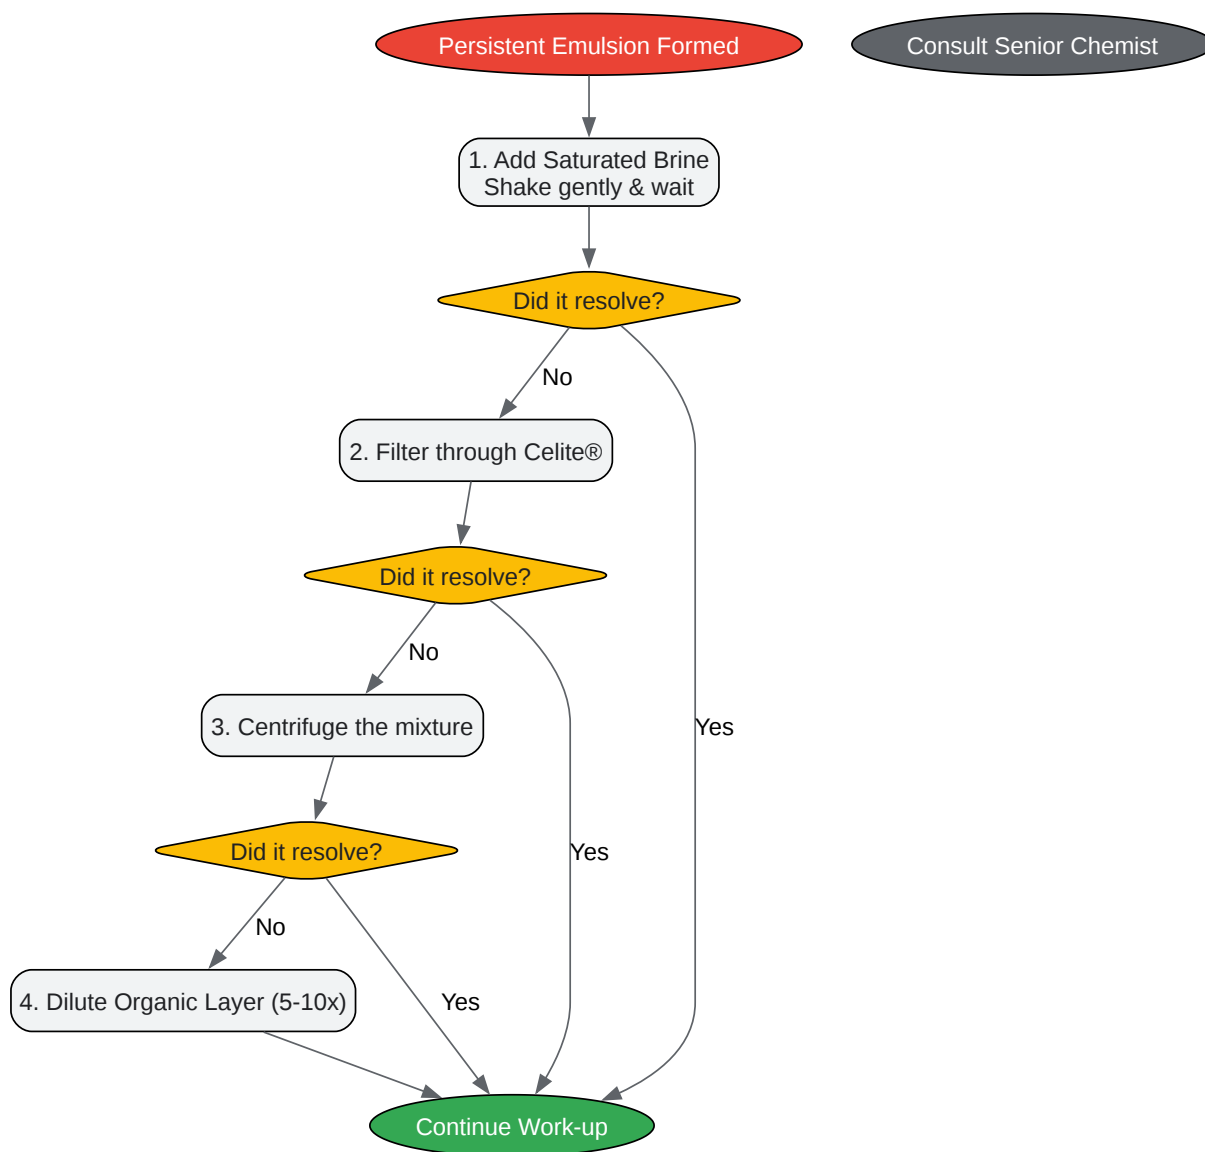 Persistent Emulsion Formed
Consult Senior Chemist
1. Add Saturated Brine
Shake gently & wait
Did it resolve?
No
2. Filter through Celite®
Did it resolve?
No
3. Centrifuge the mixture
Yes
Did it resolve?
Yes
No
4. Dilute Organic Layer (5-10x)
Yes
Continue Work-up